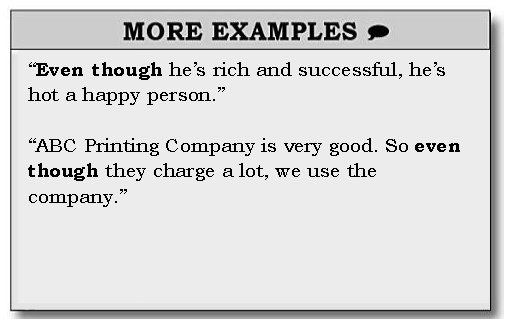 MORE EXAMPLES
“Even though he’s rich and successful, he’s
hot a happy person.”
“ABC Printing Company is very good. So even
though they charge a lot, we use the
company.”